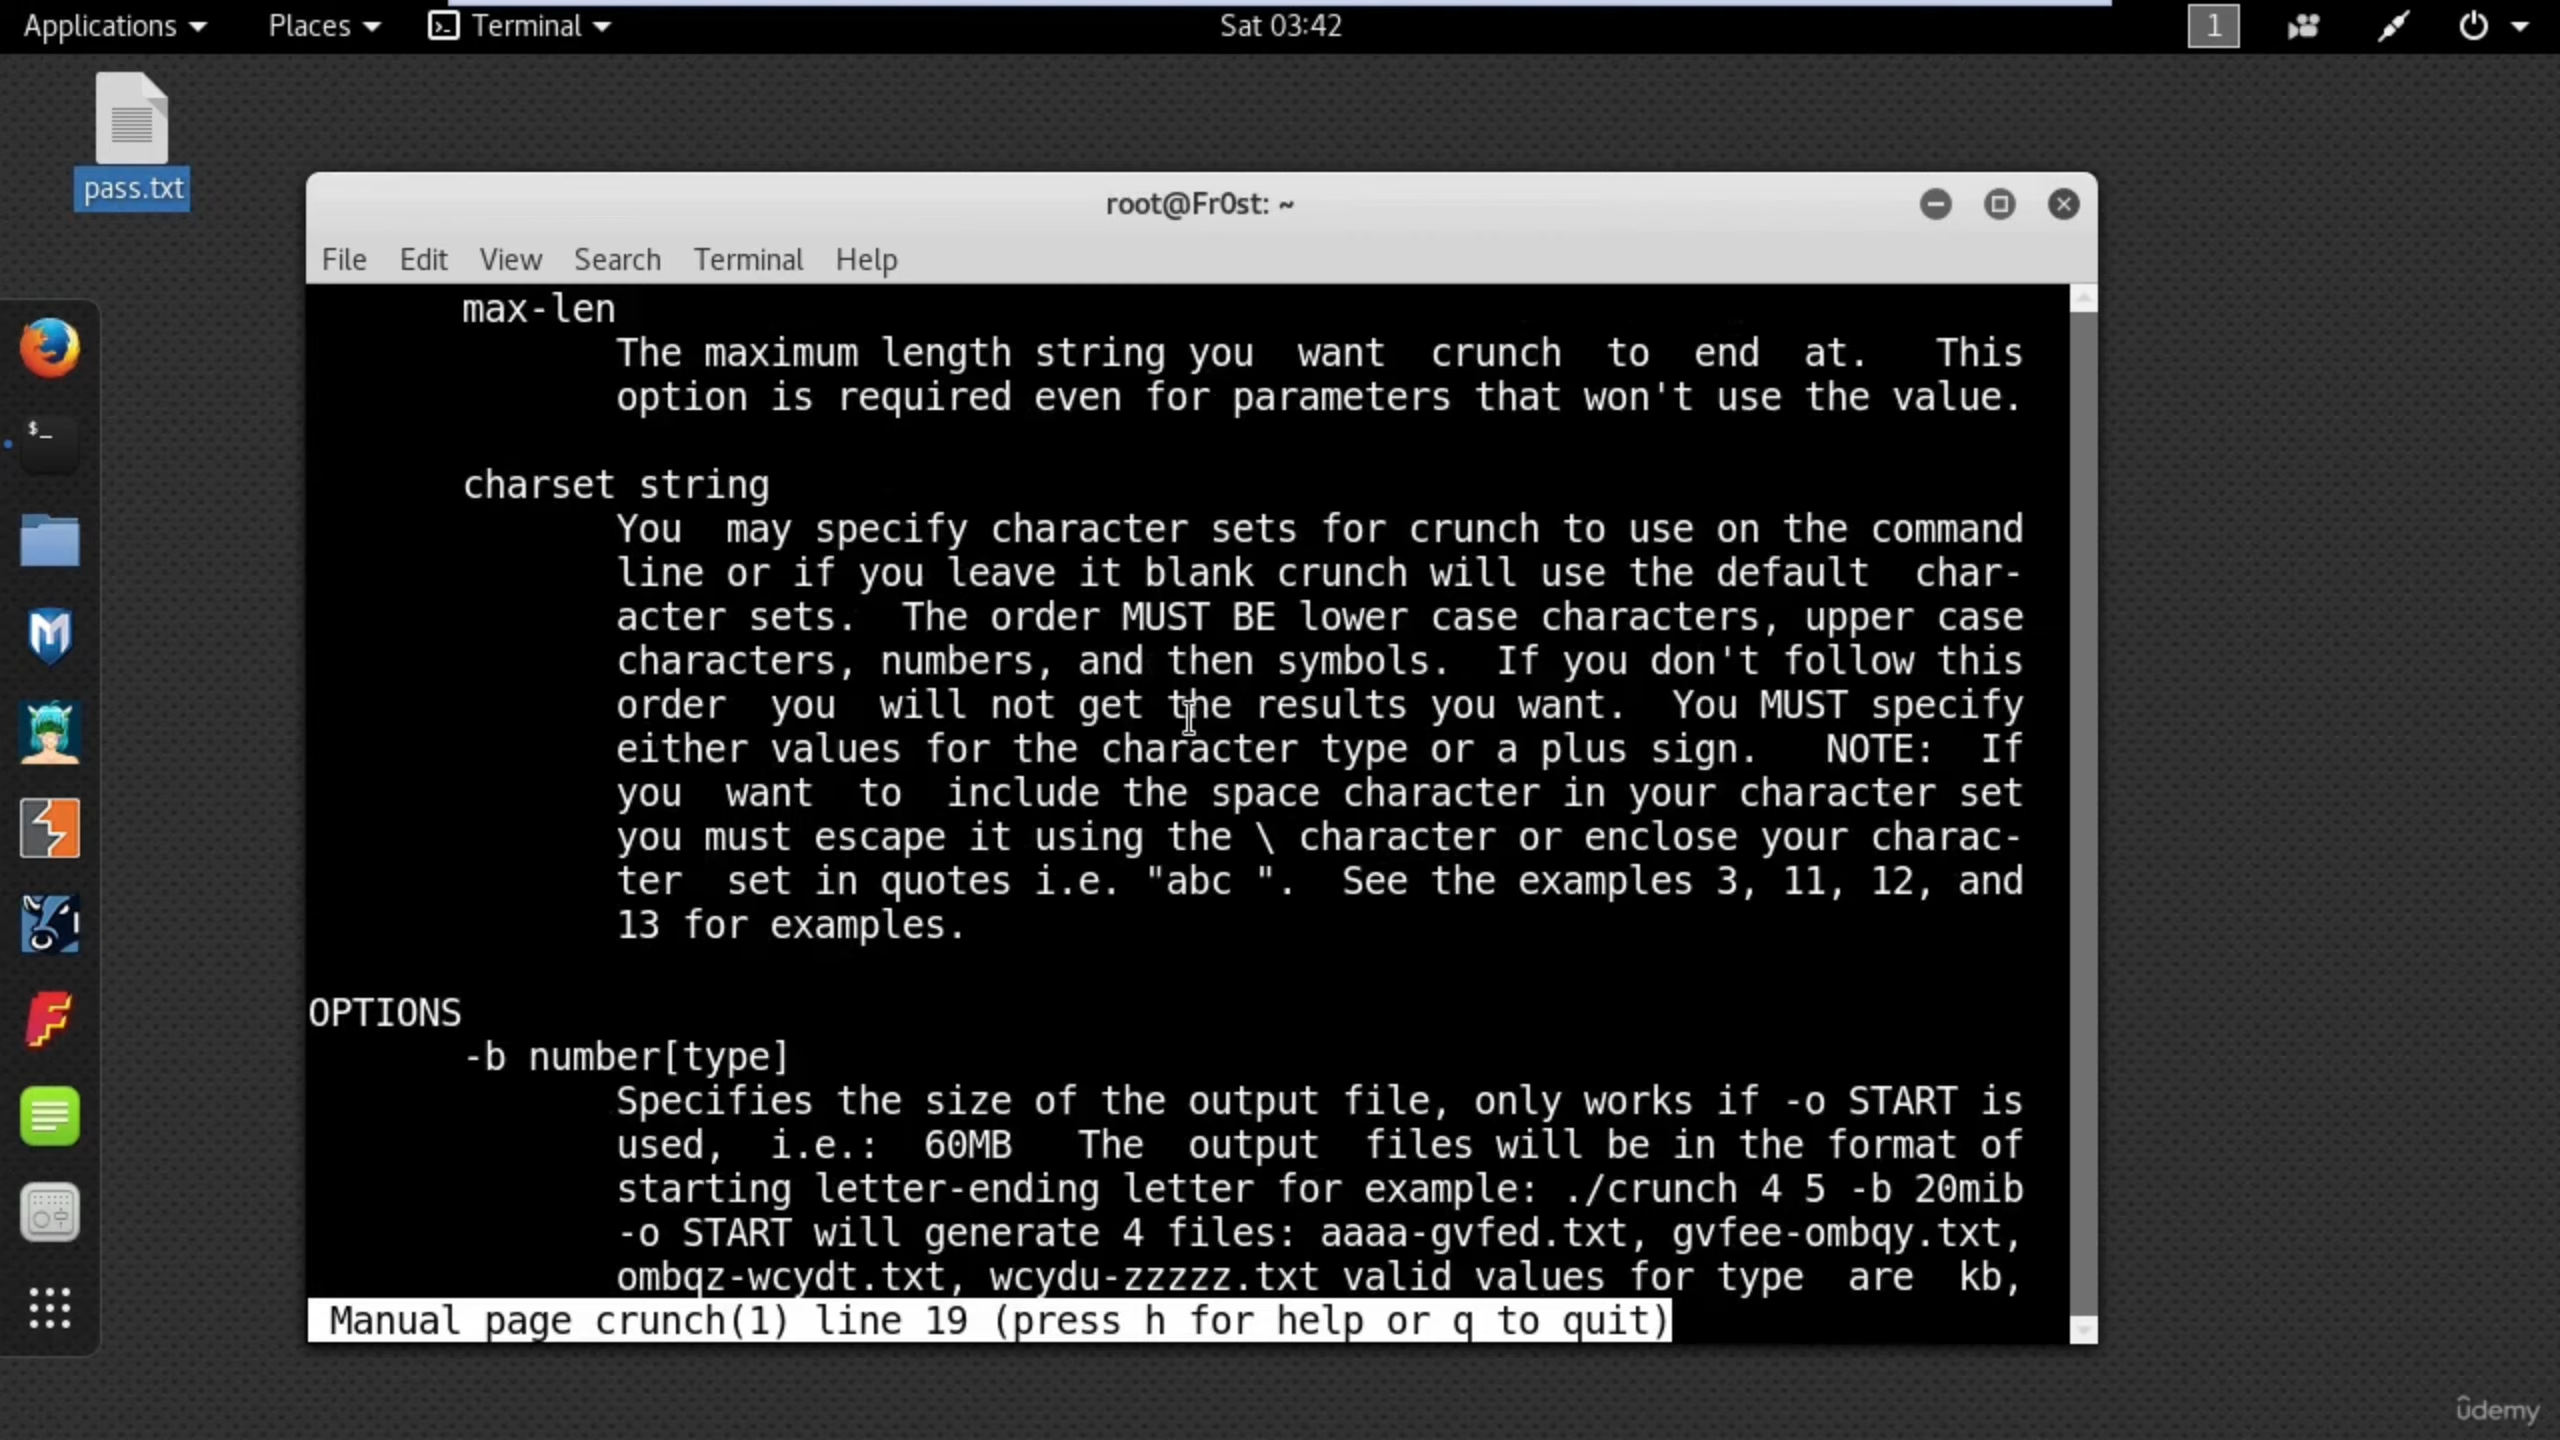 Applications Places Terminal Sat 03:42 1
pass.txt
root@Fr0st: ~
File Edit View Search Terminal Help
max-len
The maximum length string you want crunch to end at. This
option is required even for parameters that won't use the value.
charset string
You may specify character sets for crunch to use on the command
line or if you leave it blank crunch will use the default char-
acter sets. The order MUST BE lower case characters, upper case
characters, numbers, and then symbols. If you don't follow this
order you will not get the results you want. You MUST specify
either values for the character type or a plus sign. NOTE: If
you want to include the space character in your character set
you must escape it using the \ character or enclose your charac-
ter set in quotes i.e. "abc ". See the examples 3, 11, 12, and
13 for examples.
OPTIONS
-b number[type]
Specifies the size of the output file, only works if -o START is
used, i.e.: 60MB The output files will be in the format of
starting letter-ending letter for example: ./crunch 4 5 -b 20mib
-o START will generate 4 files: aaaa-gvfed.txt, gvfee-ombqy.txt,
ombqz-wcydt.txt, wcydu-zzzzz.txt valid values for type are kb,
Manual page crunch(1) line 19 (press h for help or q to quit)
$_
ûdemy